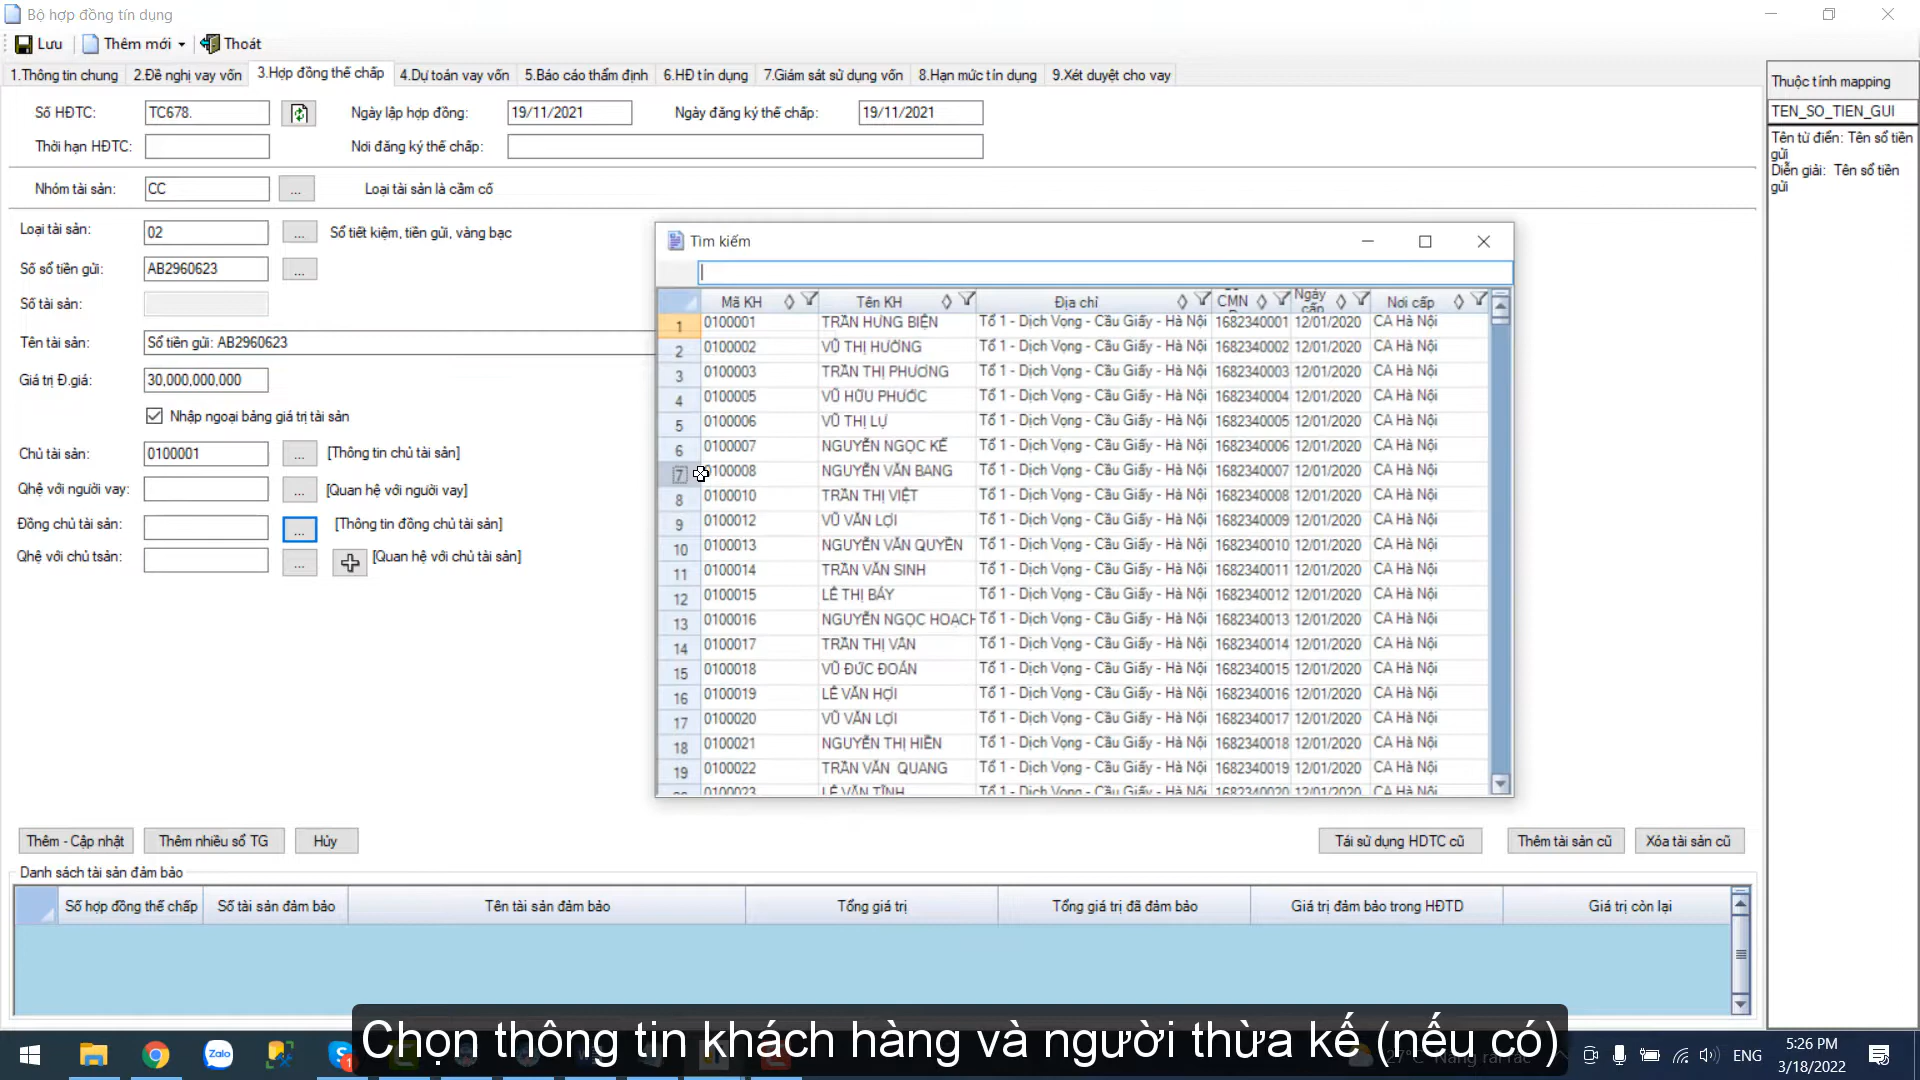 Bộ hợp đồng tín dụng
Lưu Thêm mới Thoát
1.Thông tin chung 2.Đề nghị vay vốn 3.Hợp đồng thế chấp 4.Dự toán vay vốn 5.Báo cáo thẩm định 6.HĐ tín dụng 7.Giám sát sử dụng vốn 8.Hạn mức tín dụng 9.Xét duyệt cho vay
Số HĐTC: TC678. Ngày lập hợp đồng: 19/11/2021 Ngày đăng ký thế chấp: 19/11/2021
Thời hạn HĐTC: Nơi đăng ký thế chấp:
Nhóm tài sản: CC ... Loại tài sản là cầm cố
Loại tài sản: 02 ... Sổ tiết kiệm, tiền gửi, vàng bạc
Số sổ tiền gửi: AB2960623 ...
Số tài sản:
Tên tài sản: Sổ tiền gửi: AB2960623
Giá trị Đ.giá: 30,000,000,000
Nhập ngoại bảng giá trị tài sản
Chủ tài sản: 0100001 ... [Thông tin chủ tài sản]
Qhệ với người vay: ... [Quan hệ với người vay]
Đồng chủ tài sản: ... [Thông tin đồng chủ tài sản]
Qhệ với chủ tsản: ... [Quan hệ với chủ tài sản]
Thuộc tính mapping
TEN_SO_TIEN_GUI
Tên từ điển: Tên sổ tiền
gửi
Diễn giải: Tên sổ tiền
gửi
Tìm kiếm
Mã KH Tên KH Địa chỉ CMN Ngày cấp Nơi cấp
1 0100001 TRẦN HƯNG BIÊN Tổ 1 - Dịch Vọng - Cầu Giấy - Hà Nội 1682340001 12/01/2020 CA Hà Nội
2 0100002 VŨ THỊ HƯỜNG Tổ 1 - Dịch Vọng - Cầu Giấy - Hà Nội 1682340002 12/01/2020 CA Hà Nội
3 0100003 TRẦN THỊ PHƯƠNG Tổ 1 - Dịch Vọng - Cầu Giấy - Hà Nội 1682340003 12/01/2020 CA Hà Nội
4 0100005 VŨ HỮU PHƯỚC Tổ 1 - Dịch Vọng - Cầu Giấy - Hà Nội 1682340004 12/01/2020 CA Hà Nội
5 0100006 VŨ THỊ LỰ Tổ 1 - Dịch Vọng - Cầu Giấy - Hà Nội 1682340005 12/01/2020 CA Hà Nội
6 0100007 NGUYỄN NGỌC KẾ Tổ 1 - Dịch Vọng - Cầu Giấy - Hà Nội 1682340006 12/01/2020 CA Hà Nội
7 0100008 NGUYỄN VĂN BANG Tổ 1 - Dịch Vọng - Cầu Giấy - Hà Nội 1682340007 12/01/2020 CA Hà Nội
8 0100010 TRẦN THỊ VIỆT Tổ 1 - Dịch Vọng - Cầu Giấy - Hà Nội 1682340008 12/01/2020 CA Hà Nội
9 0100012 VŨ VĂN LỢI Tổ 1 - Dịch Vọng - Cầu Giấy - Hà Nội 1682340009 12/01/2020 CA Hà Nội
10 0100013 NGUYỄN VĂN QUYỀN Tổ 1 - Dịch Vọng - Cầu Giấy - Hà Nội 1682340010 12/01/2020 CA Hà Nội
11 0100014 TRẦN VĂN SINH Tổ 1 - Dịch Vọng - Cầu Giấy - Hà Nội 1682340011 12/01/2020 CA Hà Nội
12 0100015 LÊ THỊ BẨY Tổ 1 - Dịch Vọng - Cầu Giấy - Hà Nội 1682340012 12/01/2020 CA Hà Nội
13 0100016 NGUYỄN NGỌC HOẠCH Tổ 1 - Dịch Vọng - Cầu Giấy - Hà Nội 1682340013 12/01/2020 CA Hà Nội
14 0100017 TRẦN THỊ VÂN Tổ 1 - Dịch Vọng - Cầu Giấy - Hà Nội 1682340014 12/01/2020 CA Hà Nội
15 0100018 VŨ ĐỨC ĐOÀN Tổ 1 - Dịch Vọng - Cầu Giấy - Hà Nội 1682340015 12/01/2020 CA Hà Nội
16 0100019 LÊ VĂN HỢI Tổ 1 - Dịch Vọng - Cầu Giấy - Hà Nội 1682340016 12/01/2020 CA Hà Nội
17 0100020 VŨ VĂN LỢI Tổ 1 - Dịch Vọng - Cầu Giấy - Hà Nội 1682340017 12/01/2020 CA Hà Nội
18 0100021 NGUYỄN THỊ HIỀN Tổ 1 - Dịch Vọng - Cầu Giấy - Hà Nội 1682340018 12/01/2020 CA Hà Nội
19 0100022 TRẦN VĂN QUANG Tổ 1 - Dịch Vọng - Cầu Giấy - Hà Nội 1682340019 12/01/2020 CA Hà Nội
0100023 LÊ VĂN TĨNH Tổ 1 - Dịch Vọng - Cầu Giấy - Hà Nội 1682340020 12/01/2020 CA Hà Nội
Thêm - Cập nhật Thêm nhiều sổ TG Hủy Tái sử dụng HDTC cũ Thêm tài sản cũ Xóa tài sản cũ
Danh sách tài sản đảm bảo
Số hợp đồng thế chấp Số tài sản đảm bảo Tên tài sản đảm bảo Tổng giá trị Tổng giá trị đã đảm bảo Giá trị đảm bảo trong HĐTD Giá trị còn lại
Chọn thông tin khách hàng và người thừa kế (nếu có)
Zalo ENG 5:26 PM
3/18/2022